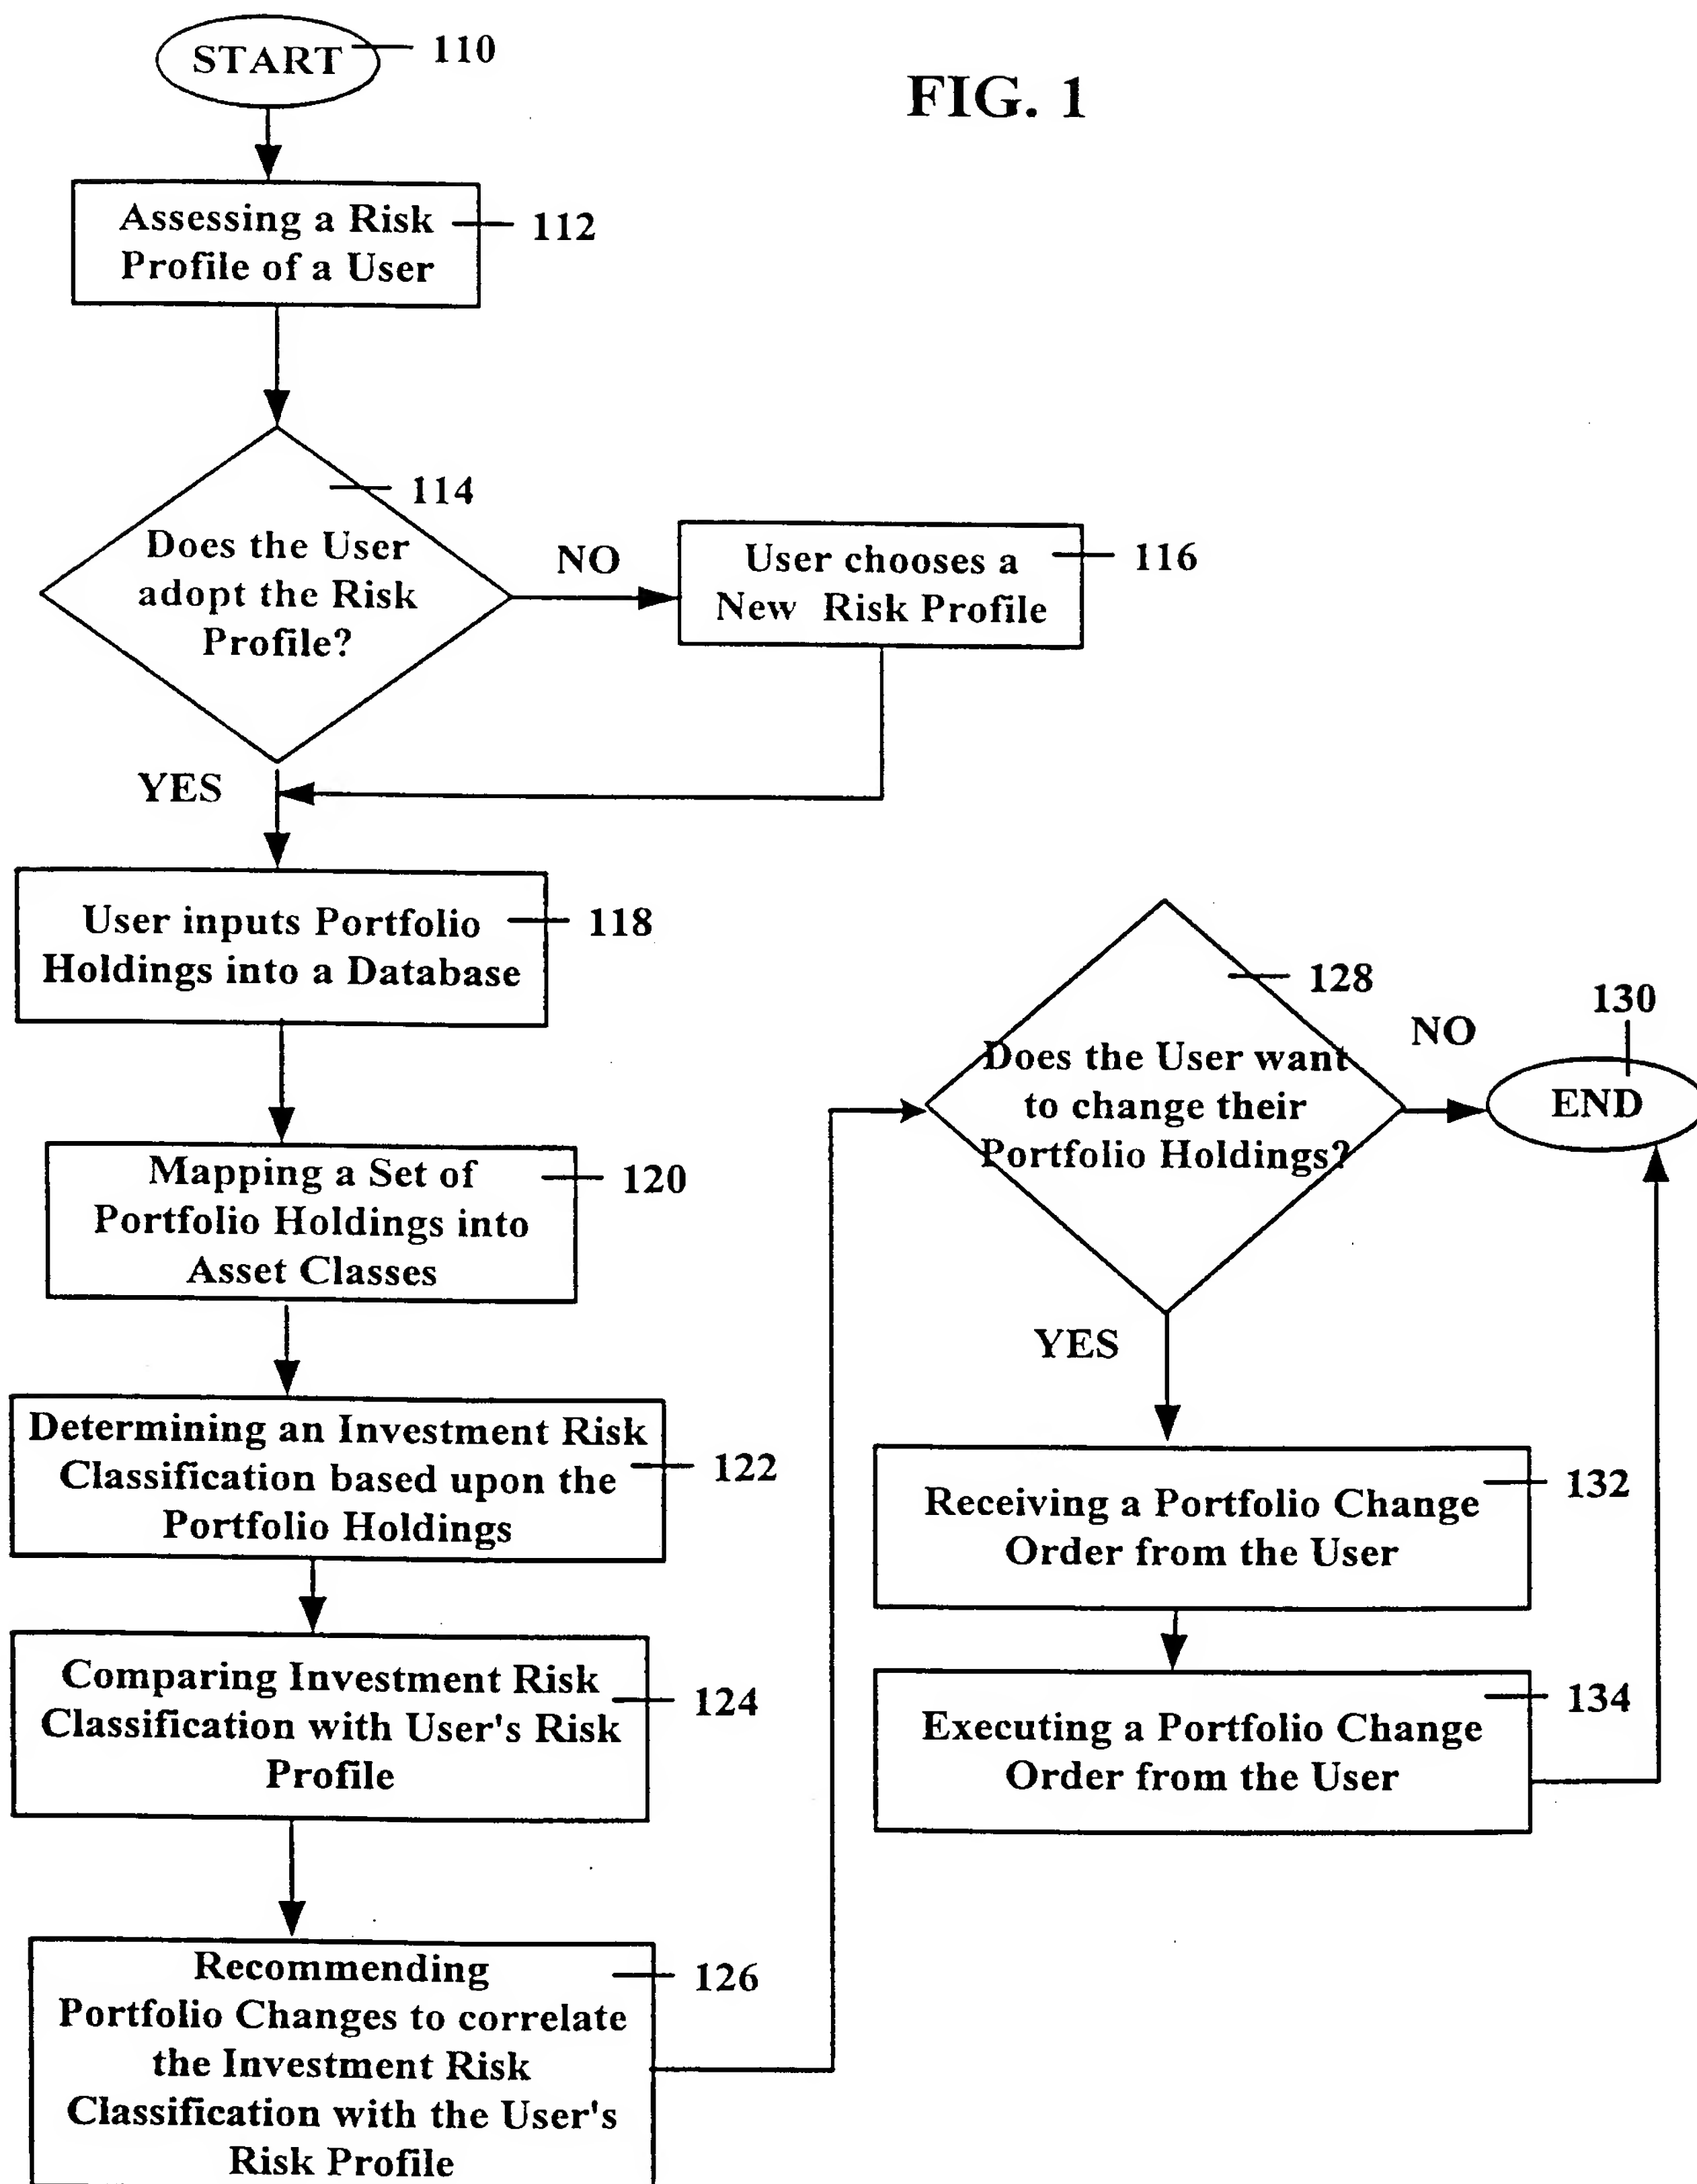 START
110
FIG. 1
Assessing a Risk
Profile of a User
112
114
Does the User
adopt the Risk
Profile?
NO
User chooses a
New Risk Profile
116
YES
User inputs Portfolio
Holdings into a Database
118
Mapping a Set of
Portfolio Holdings into
Asset Classes
120
Determining an Investment Risk
Classification based upon the
Portfolio Holdings
122
Comparing Investment Risk
Classification with User's Risk
Profile
124
Recommending
Portfolio Changes to correlate
the Investment Risk
Classification with the User's
Risk Profile
126
128
Does the User want
to change their
Portfolio Holdings?
NO
130
END
YES
Receiving a Portfolio Change
Order from the User
132
Executing a Portfolio Change
Order from the User
134